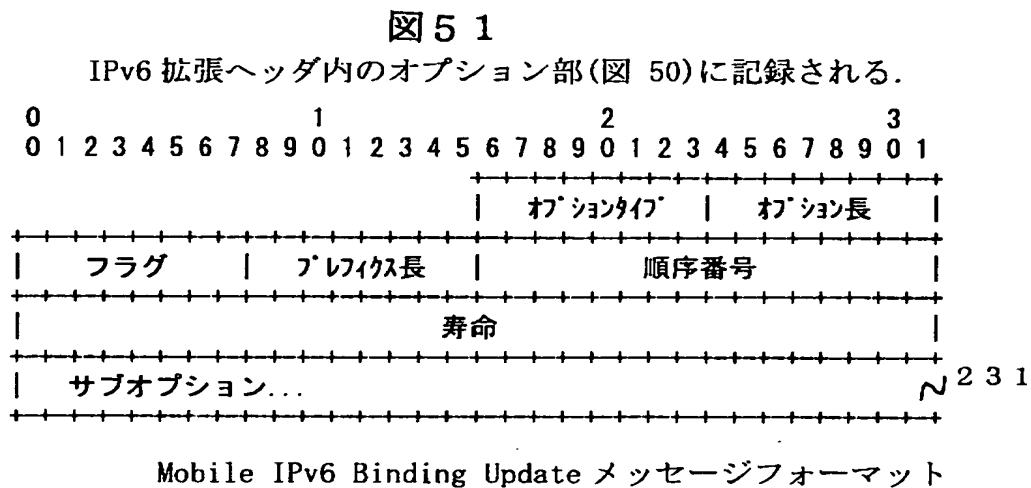 図51
IPv6 拡張ヘッダ内のオプション部(図 50)に記録される.
0 1 2 3
0 1 2 3 4 5 6 7 8 9 0 1 2 3 4 5 6 7 8 9 0 1 2 3 4 5 6 7 8 9 0 1
オプションタイプ | オプション長
フラグ | プレフィクス長 | 順序番号
寿命
サブオプション... 231
Mobile IPv6 Binding Update メッセージフォーマット